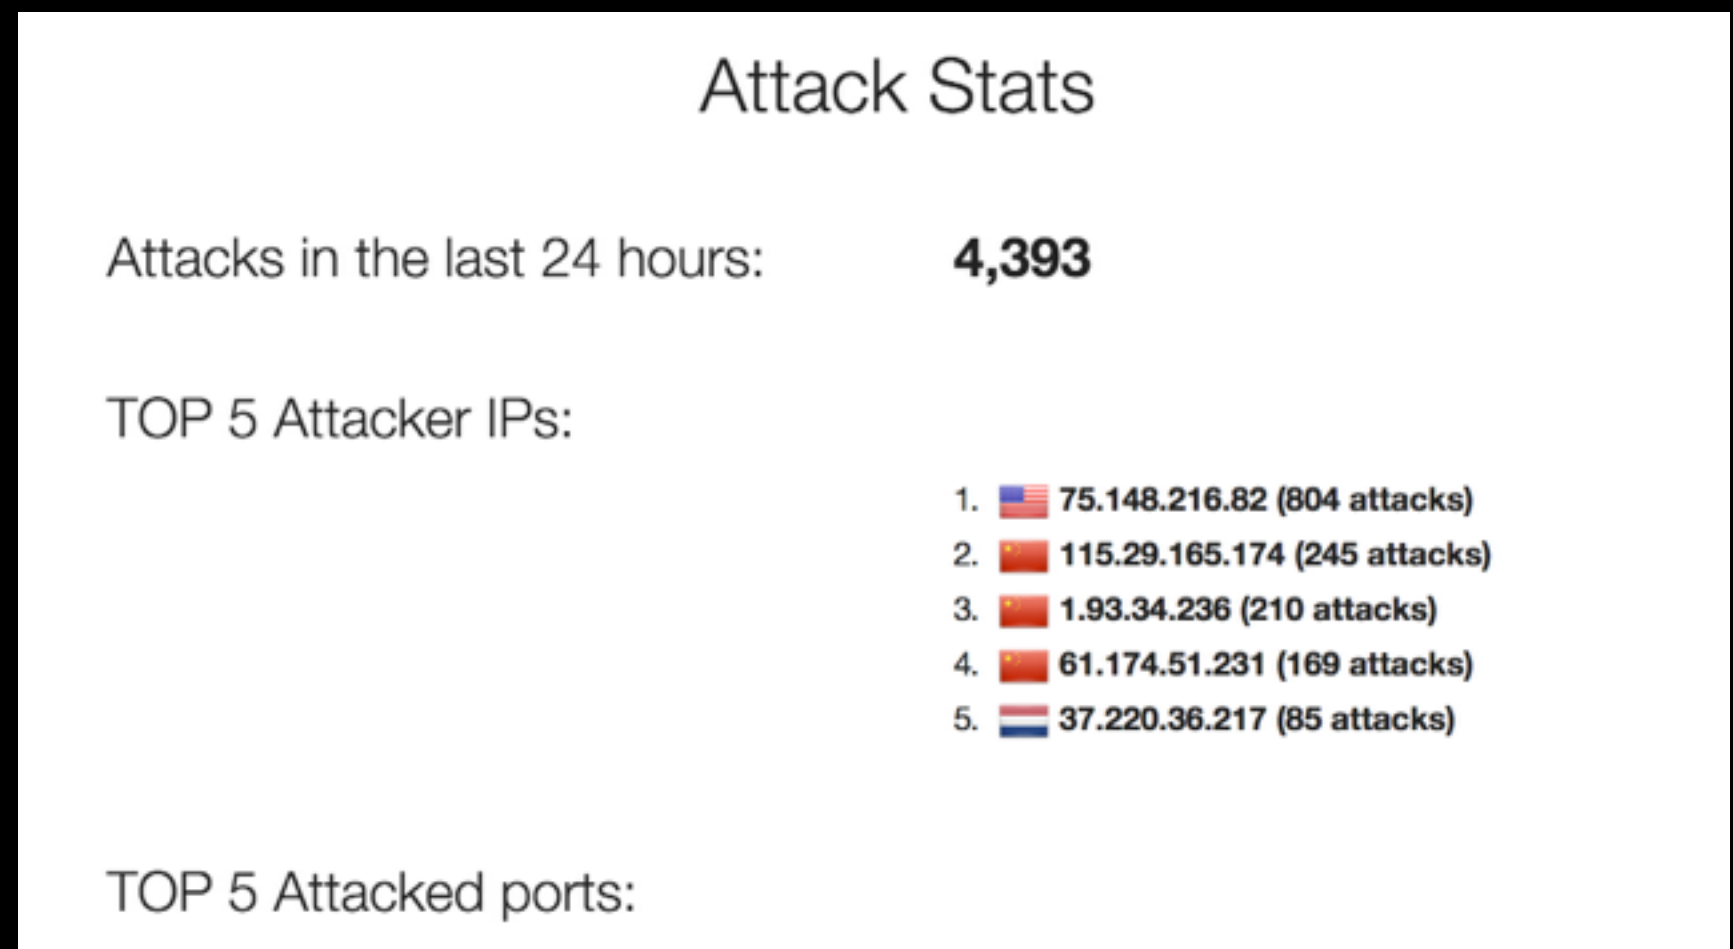 Attack Stats
Attacks in the last 24 hours: 4,393
TOP 5 Attacker IPs:
1. 75.148.216.82 (804 attacks)
2. 115.29.165.174 (245 attacks)
3. 1.93.34.236 (210 attacks)
4. 61.174.51.231 (169 attacks)
5. 37.220.36.217 (85 attacks)
TOP 5 Attacked ports: